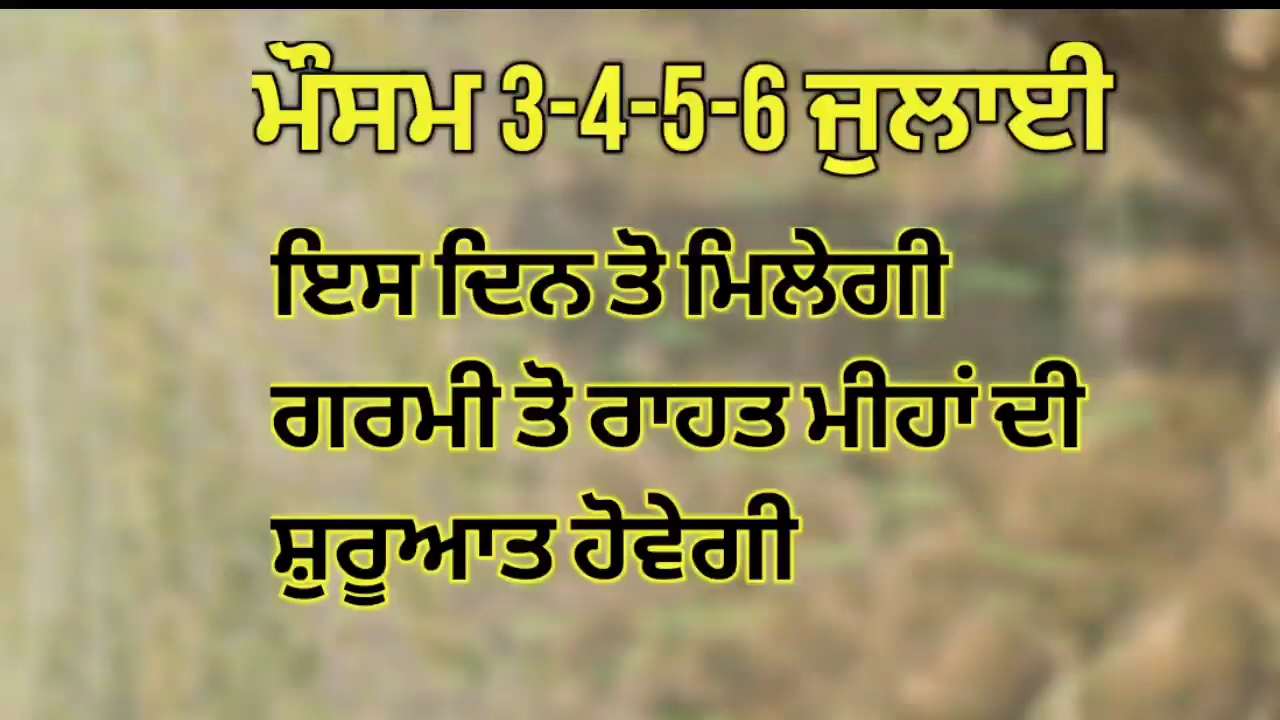 ਮੌਸਮ 3-4-5-6 ਜੁਲਾਈ
ਇਸ ਦਿਨ ਤੋ ਮਿਲੇਗੀ
ਗਰਮੀ ਤੋ ਰਾਹਤ ਮੀਹਾਂ ਦੀ
ਸ਼ੁਰੂਆਤ ਹੋਵੇਗੀ